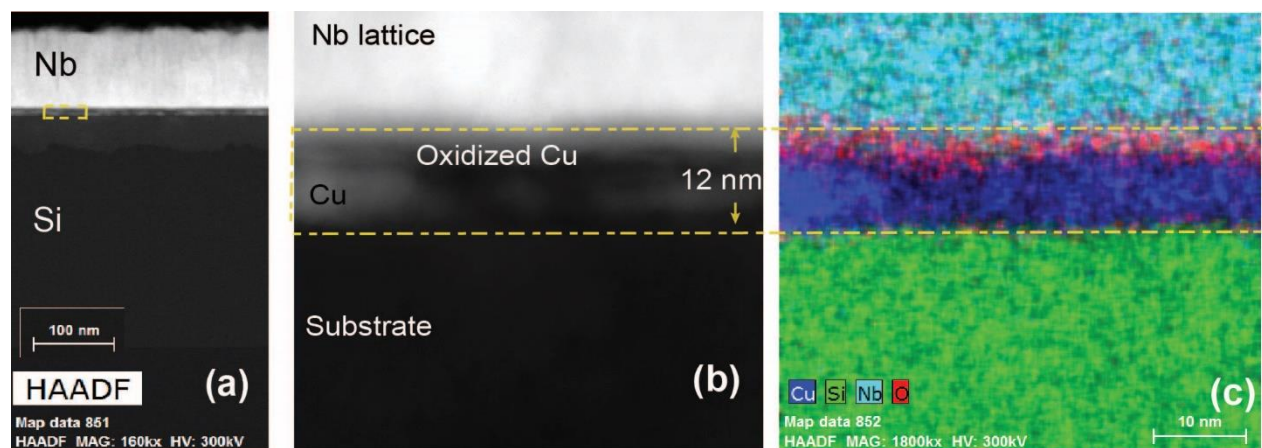 Nb
Si
100 nm
HAADF
(a)
Map data 851
HAADF MAG: 160kx HV: 300kV
Nb lattice
Oxidized Cu
Cu
12 nm
Substrate
(b)
Cu Si Nb O
(c)
Map data 852
HAADF MAG: 1800kx HV: 300kV
10 nm